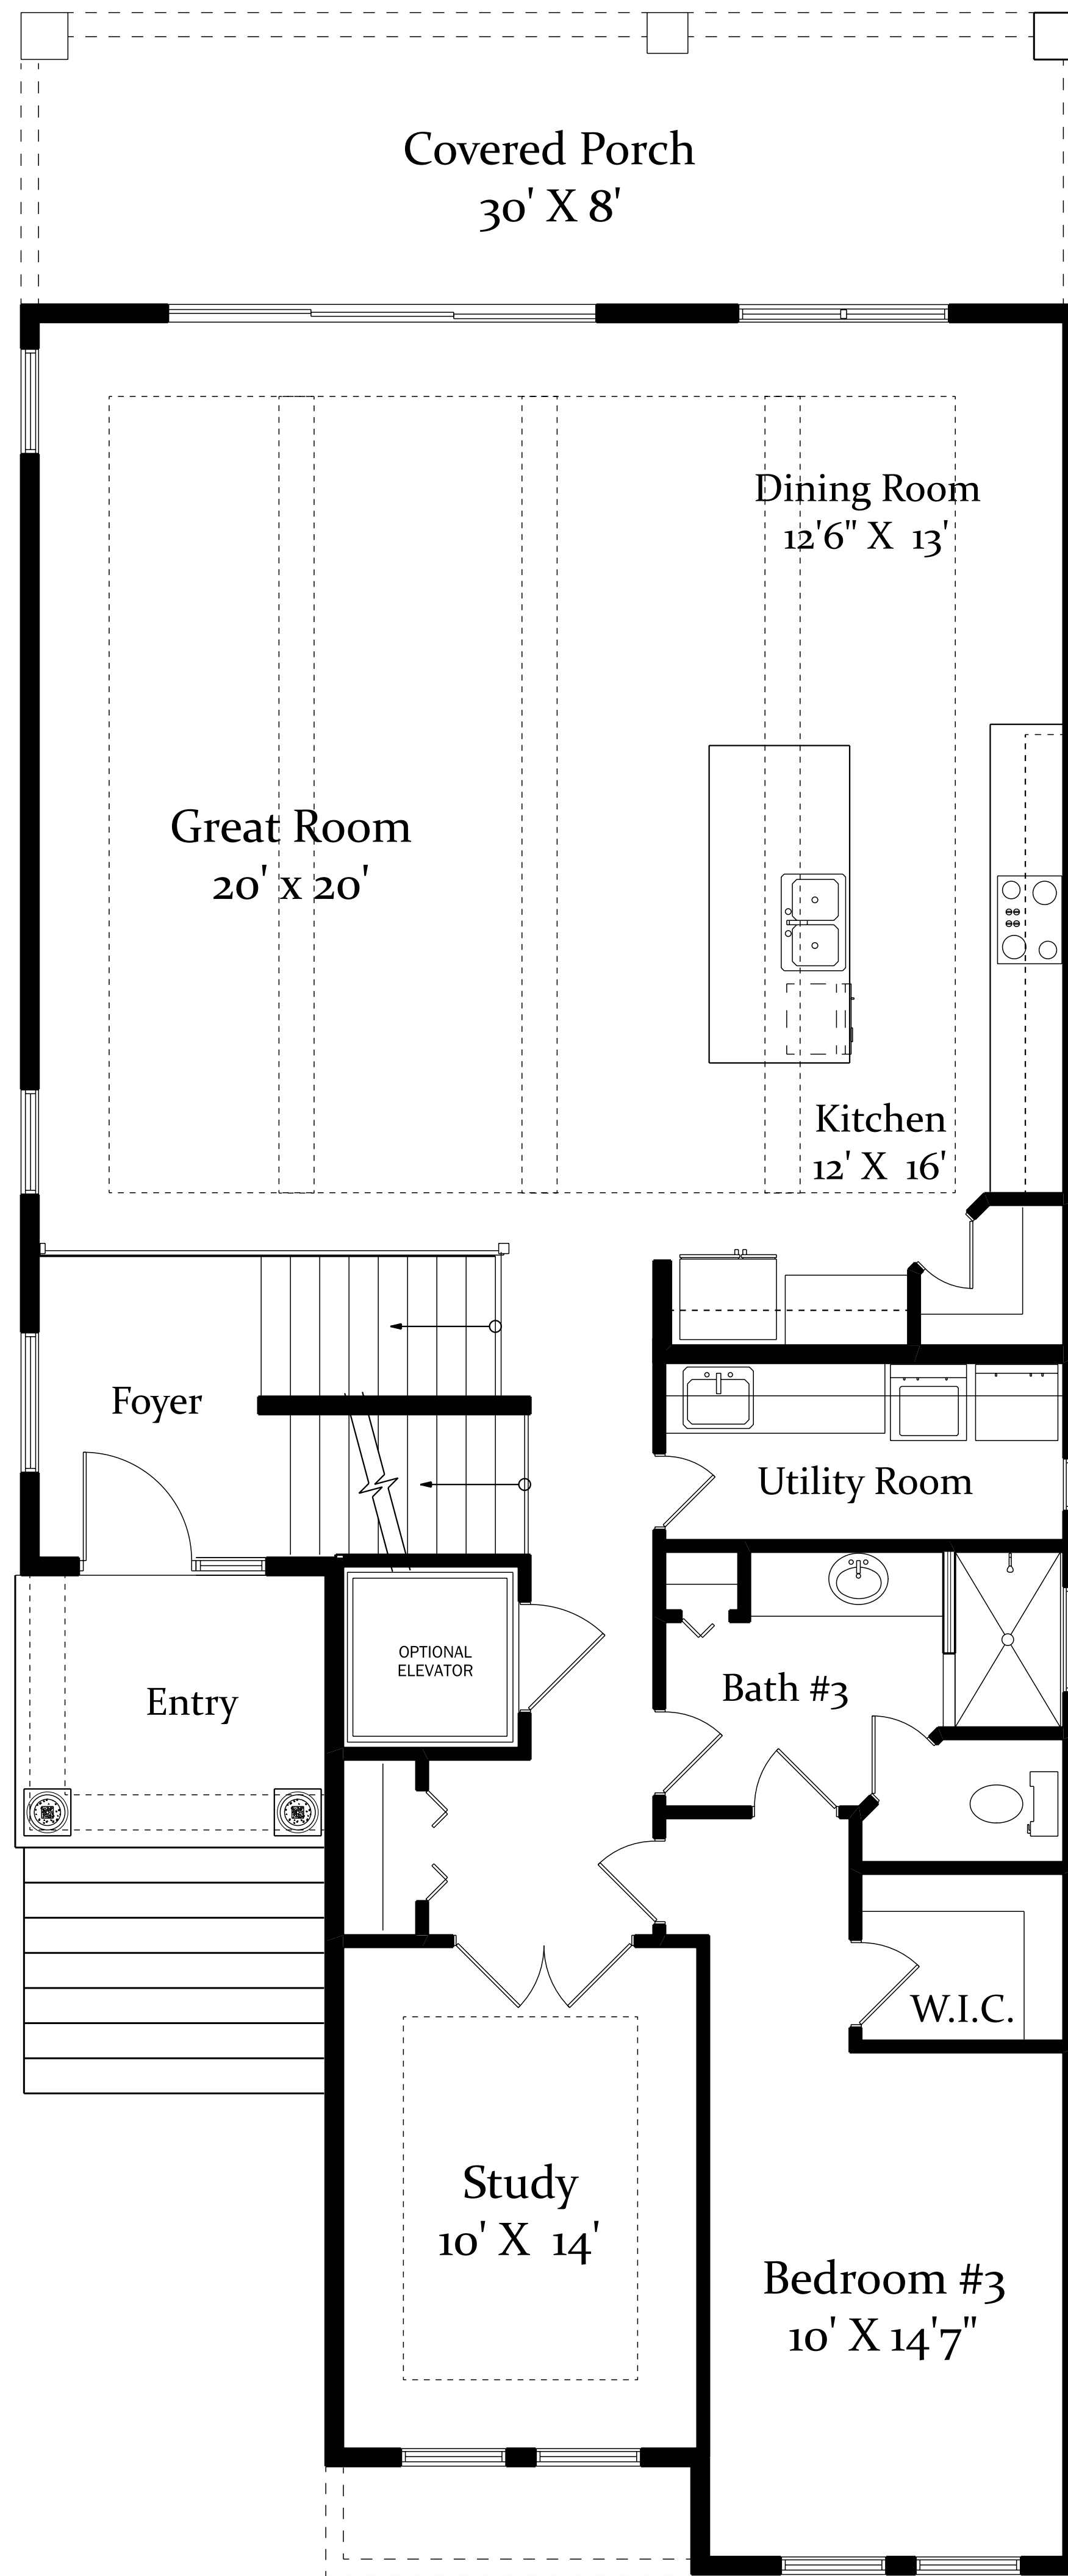 Covered Porch
30' X 8'
Dining Room
12'6" X 13'
Great Room
20' x 20'
Kitchen
12' X 16'
Foyer
Utility Room
OPTIONAL
ELEVATOR
Bath #3
Entry
W.I.C.
Study
10' X 14'
Bedroom #3
10' X 14'7"